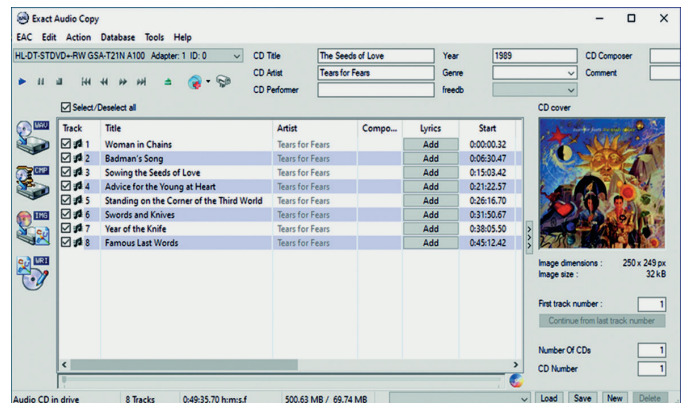 Exact Audio Copy
EAC Edit Action Database Tools Help
HL-DT-STDVD+-RW GSA-T21N A100 Adapter: 1 ID: 0
CD Title The Seeds of Love Year 1989 CD Composer
CD Artist Tears for Fears Genre Comment
CD Performer freedb
Select/Deselect all CD cover
WAV
CMP
IMG
WRI
Track Title Artist Compo... Lyrics Start
1 Woman in Chains Tears for Fears Add 0:00:00.32
2 Badman's Song Tears for Fears Add 0:06:30.47
3 Sowing the Seeds of Love Tears for Fears Add 0:15:03.42
4 Advice for the Young at Heart Tears for Fears Add 0:21:22.57
5 Standing on the Corner of the Third World Tears for Fears Add 0:26:16.70
6 Swords and Knives Tears for Fears Add 0:31:50.67
7 Year of the Knife Tears for Fears Add 0:38:05.50
8 Famous Last Words Tears for Fears Add 0:45:12.42
Image dimensions : 250 x 249 px
Image size : 32 kB
First track number : 1
Continue from last track number
Number Of CDs 1
CD Number 1
Audio CD in drive 8 Tracks 0:49:35.70 h:m:s.f 500.63 MB / 69.74 MB Load Save New Delete